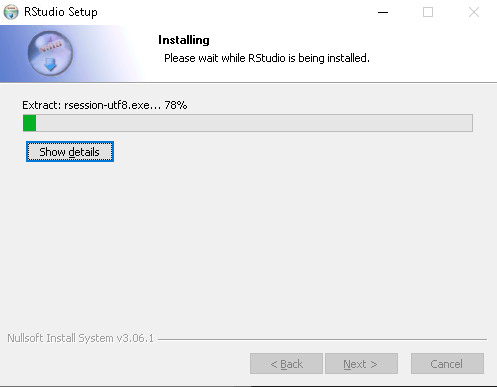 RStudio Setup
Installing
Please wait while RStudio is being installed.
Extract: rsession-utf8.exe... 78%
Show details
Nullsoft Install System v3.06.1
< Back
Next >
Cancel